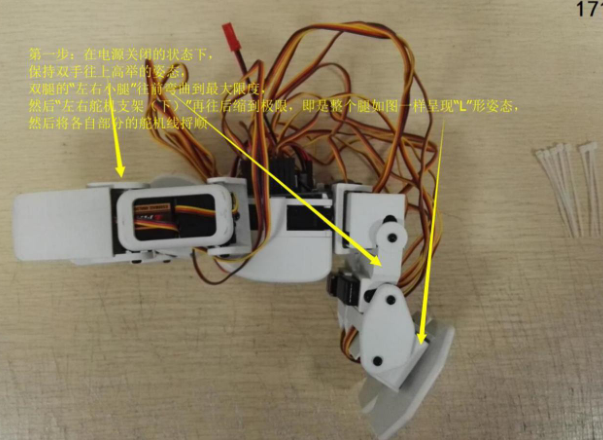 171
第一步：在电源关闭的状态下，
保持双手往上高举的姿态，
双腿的“左右小腿”往前弯曲到最大限度，
然后“左右舵机支架（下）”再往后缩到极限，即是整个腿如图一样呈现“L”形姿态，
然后将各自部分的舵机线捋顺